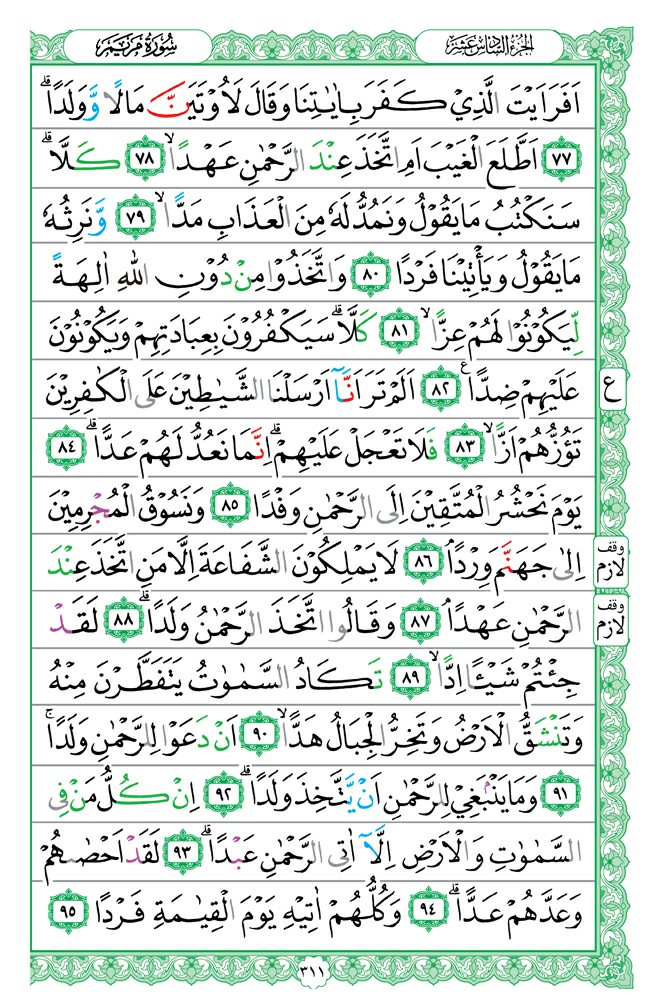 الجزء السادس عشر
سورة مريم
اَفَرَاَيْتَ الَّذِيْ كَفَرَ بِاٰيٰتِنَا وَقَالَ لَاُوْتَيَنَّ مَالًا وَّوَلَدًاؕ
﴿٧٧﴾ اَطَّلَعَ الْغَيْبَ اَمِ اتَّخَذَ عِنْدَ الرَّحْمٰنِ عَهْدًاۙ ﴿٧٨﴾ كَلَّاؕ
سَنَكْتُبُ مَا يَقُوْلُ وَنَمُدُّ لَهٗ مِنَ الْعَذَابِ مَدًّاۙ ﴿٧٩﴾ وَّنَرِثُهٗ
مَا يَقُوْلُ وَيَأْتِيْنَا فَرْدًا ﴿٨٠﴾ وَاتَّخَذُوْا مِنْ دُوْنِ اللّٰهِ اٰلِهَةً
لِّيَكُوْنُوْا لَهُمْ عِزًّاۙ ﴿٨١﴾ كَلَّاؕ سَيَكْفُرُوْنَ بِعِبَادَتِهِمْ وَيَكُوْنُوْنَ
عَلَيْهِمْ ضِدًّا ࣖ ﴿٨٢﴾ اَلَمْ تَرَ اَنَّآ اَرْسَلْنَا الشَّيٰطِيْنَ عَلَى الْكٰفِرِيْنَ
ع
تَؤُزُّهُمْ اَزًّاۙ ﴿٨٣﴾ فَلَا تَعْجَلْ عَلَيْهِمْؕ اِنَّمَا نَعُدُّ لَهُمْ عَدًّاؕ ﴿٨٤﴾
يَوْمَ نَحْشُرُ الْمُتَّقِيْنَ اِلَى الرَّحْمٰنِ وَفْدًا ﴿٨٥﴾ وَنَسُوْقُ الْمُجْرِمِيْنَ
اِلٰى جَهَنَّمَ وِرْدًاۘ ﴿٨٦﴾ لَا يَمْلِكُوْنَ الشَّفَاعَةَ اِلَّا مَنِ اتَّخَذَ عِنْدَ
وقف لازم
الرَّحْمٰنِ عَهْدًاۘ ﴿٨٧﴾ وَقَالُوا اتَّخَذَ الرَّحْمٰنُ وَلَدًاؕ ﴿٨٨﴾ لَقَدْ
وقف لازم
جِئْتُمْ شَيْـًٔا اِدًّاۙ ﴿٨٩﴾ تَكَادُ السَّمٰوٰتُ يَتَفَطَّرْنَ مِنْهُ
وَتَنْشَقُّ الْاَرْضُ وَتَخِرُّ الْجِبَالُ هَدًّاۙ ﴿٩٠﴾ اَنْ دَعَوْا لِلرَّحْمٰنِ وَلَدًاۚ
﴿٩١﴾ وَمَا يَنْۢبَغِيْ لِلرَّحْمٰنِ اَنْ يَّتَّخِذَ وَلَدًاؕ ﴿٩٢﴾ اِنْ كُلُّ مَنْ فِى
السَّمٰوٰتِ وَالْاَرْضِ اِلَّآ اٰتِى الرَّحْمٰنِ عَبْدًاؕ ﴿٩٣﴾ لَقَدْ اَحْصٰىهُمْ
وَعَدَّهُمْ عَدًّاؕ ﴿٩٤﴾ وَكُلُّهُمْ اٰتِيْهِ يَوْمَ الْقِيٰمَةِ فَرْدًا ﴿٩٥﴾
٣١١